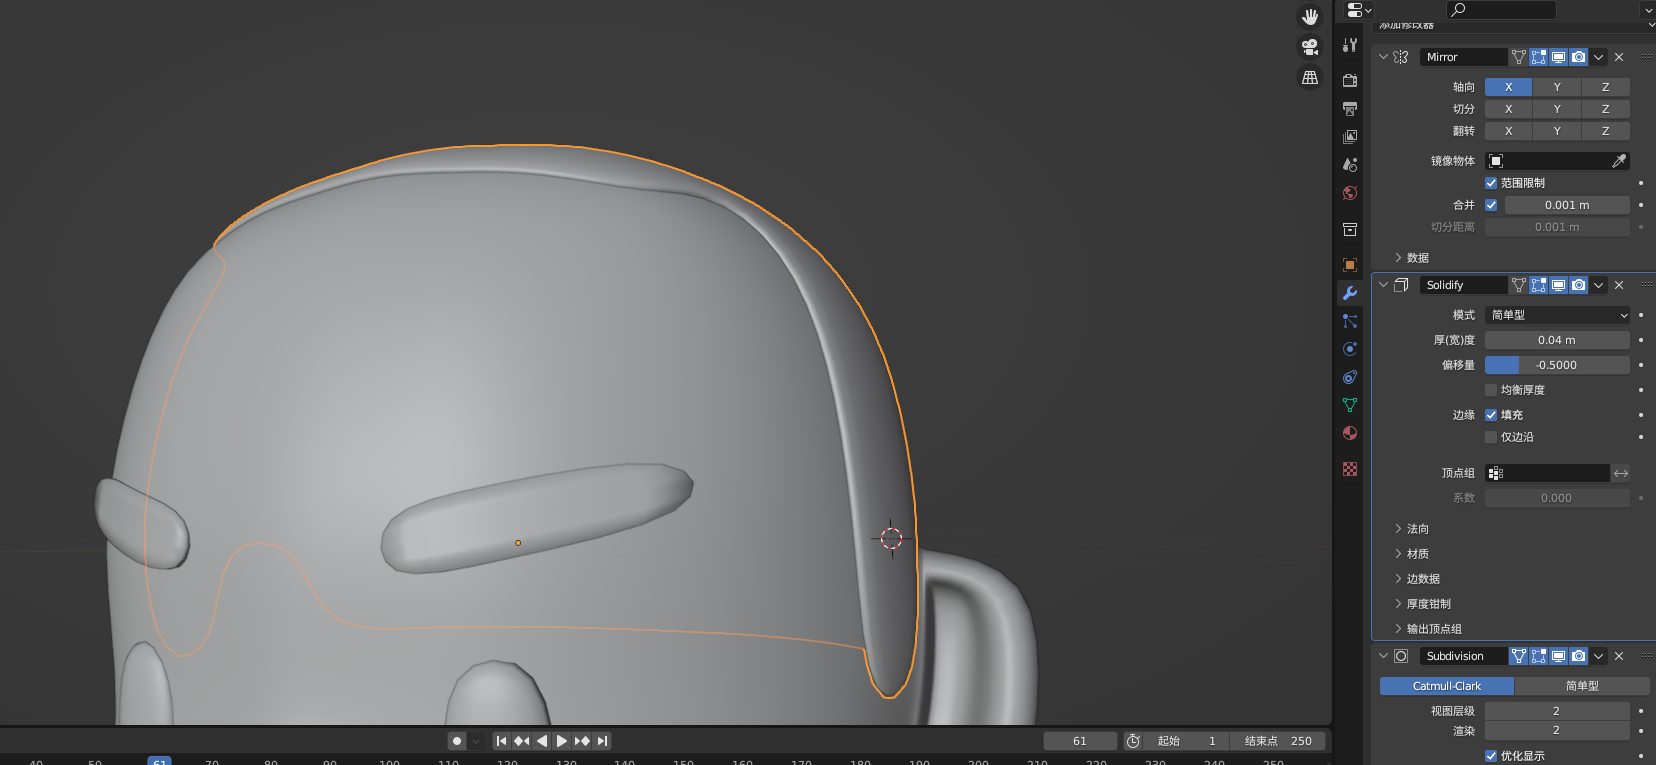 添加修改器
Mirror
轴向 X Y Z
切分 X Y Z
翻转 X Y Z
镜像物体
范围限制
合并 0.001 m
切分距离 0.001 m
数据
Solidify
模式 简单型
厚(宽)度 0.04 m
偏移量 -0.5000
均衡厚度
边缘 填充
仅边沿
顶点组
系数 0.000
法向
材质
边数据
厚度钳制
输出顶点组
Subdivision
Catmull-Clark 简单型
视图层级 2
渲染 2
优化显示
61 起始 1 结束点 250
40 50 61 70 80 90 100 110 120 130 140 150 160 170 180 190 200 210 220 230 240 250